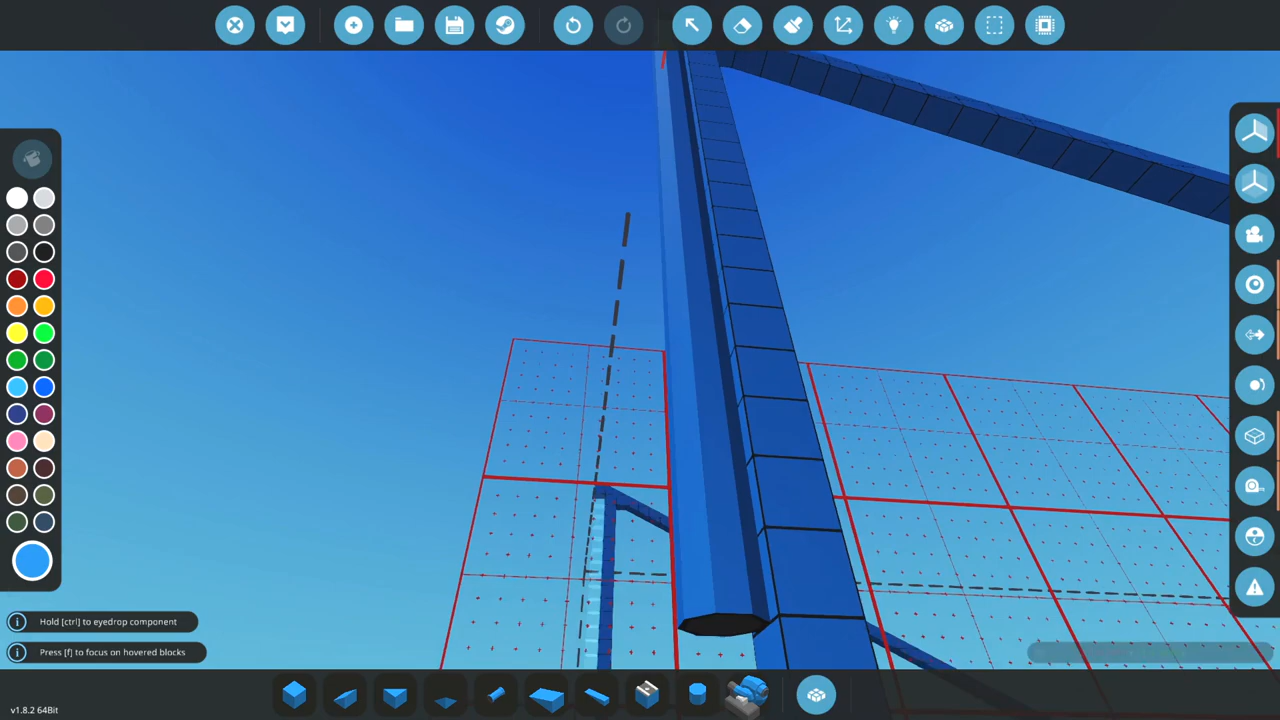 Hold [ctrl] to eyedrop component
Press [f] to focus on hovered blocks
v1.8.2 64Bit